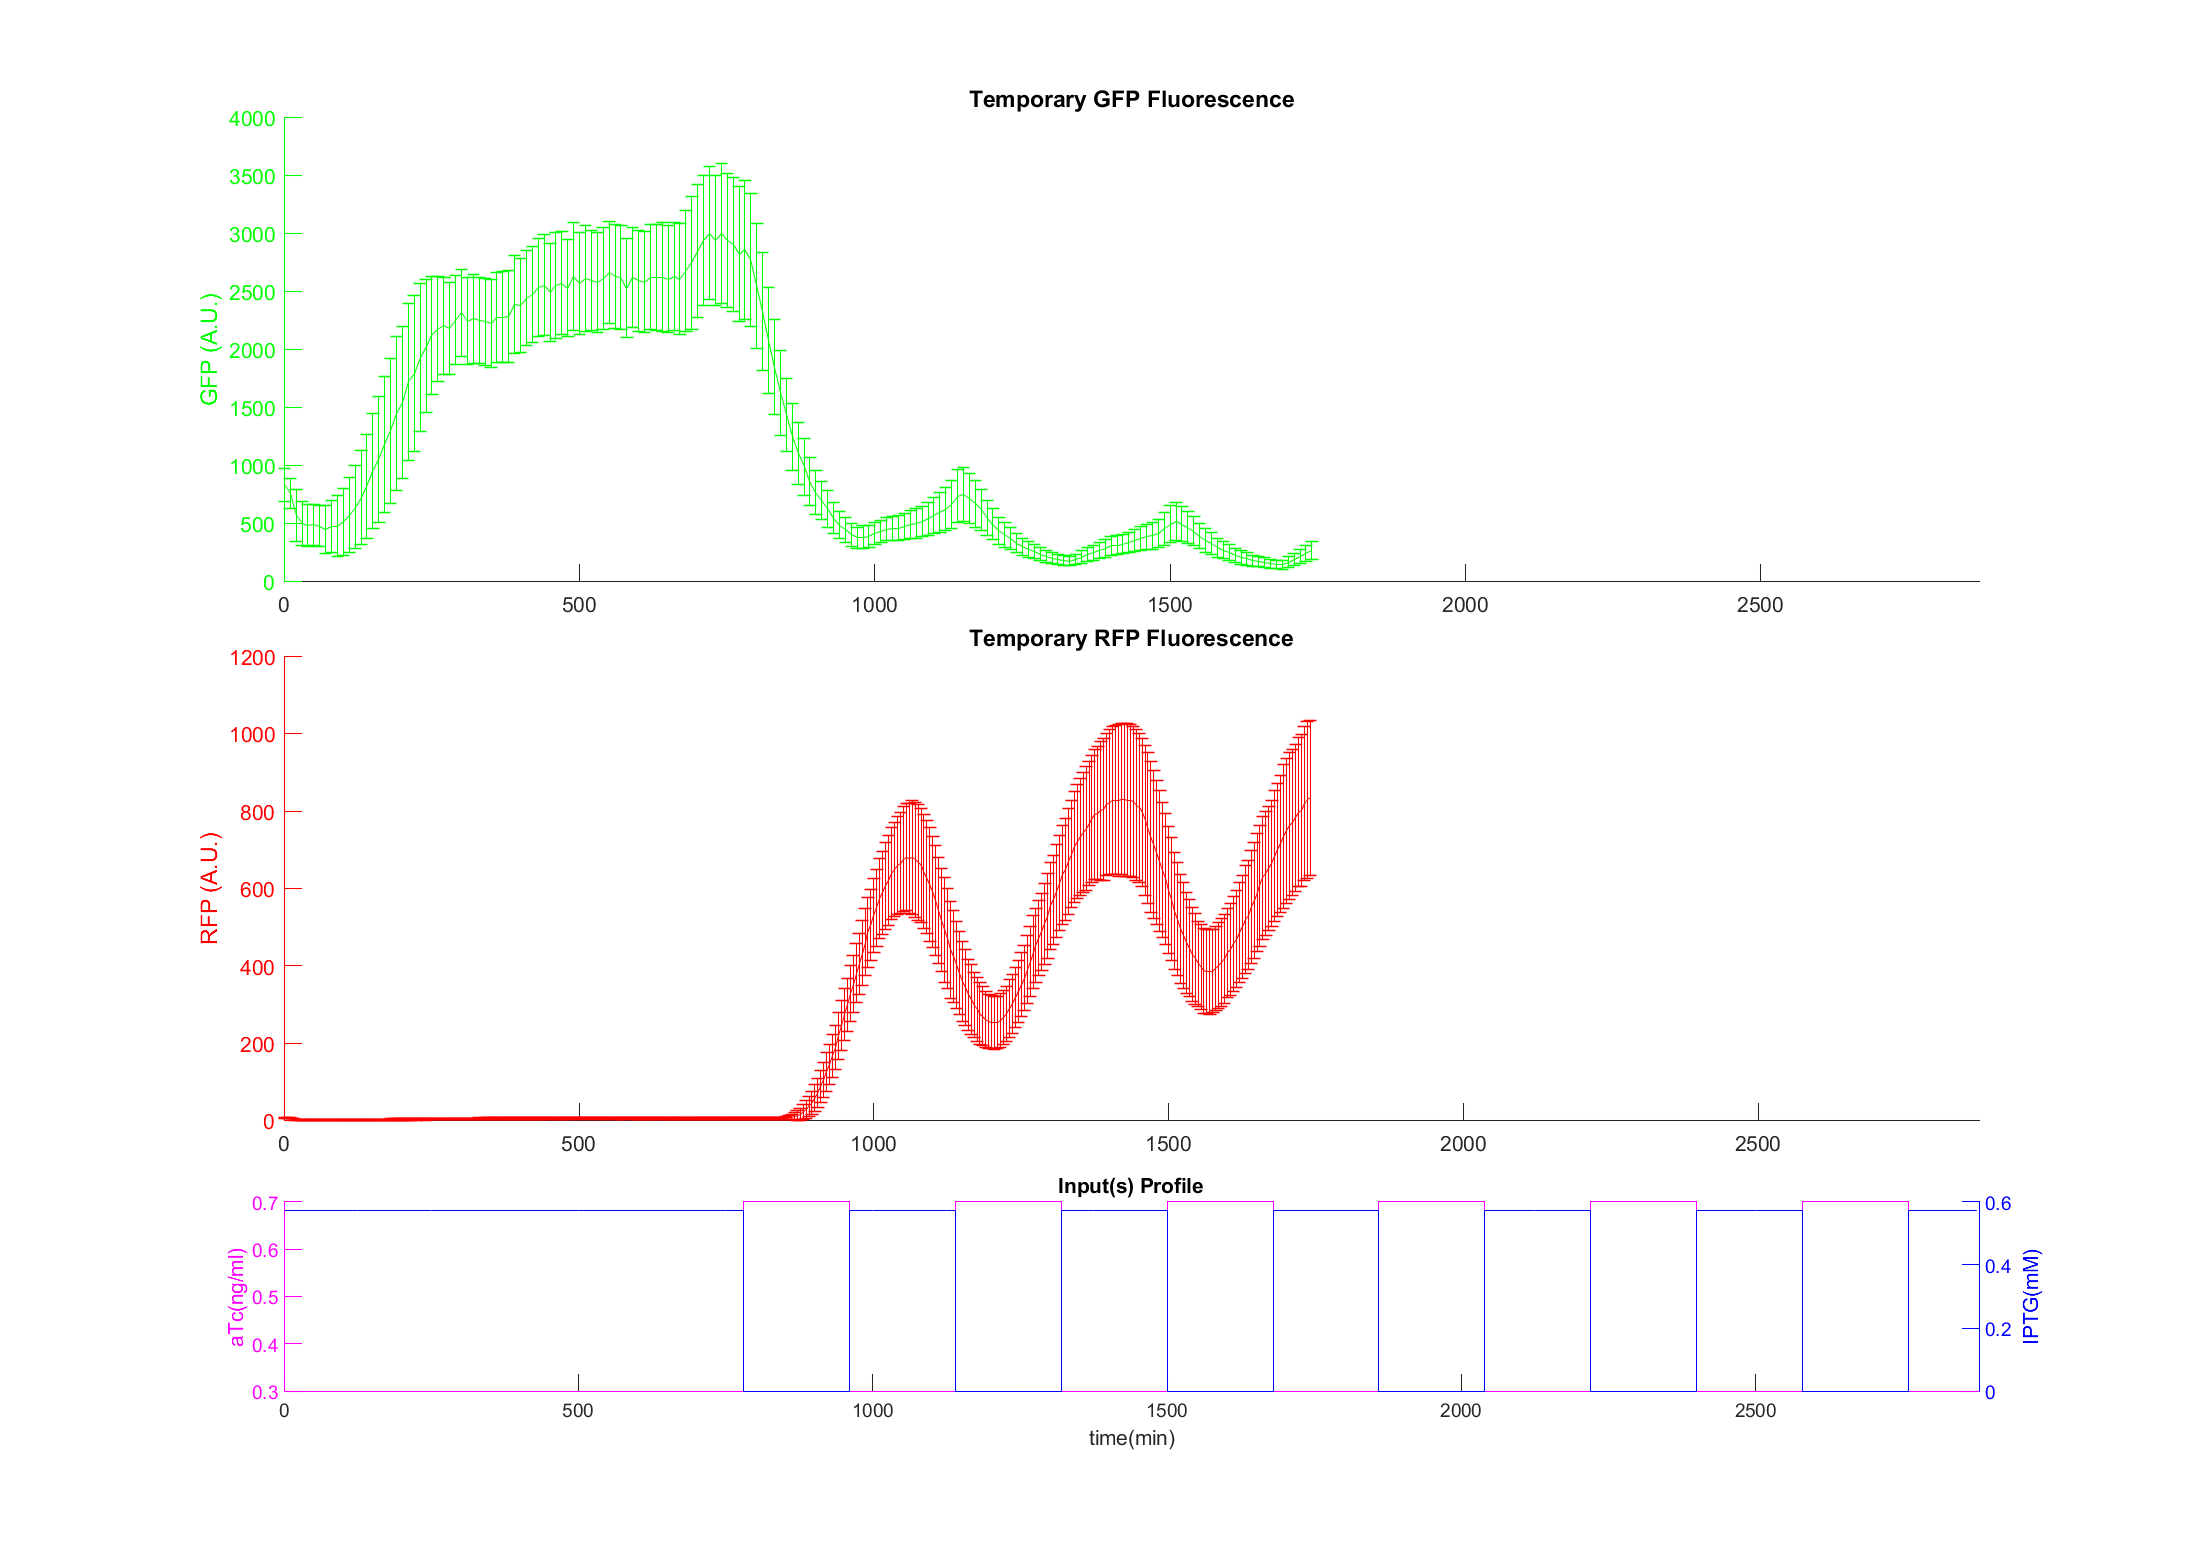 Temporary GFP Fluorescence
4000
3500
3000
2500
2000
1500
1000
500
0
GFP (A.U.)
0 500 1000 1500 2000 2500
Temporary RFP Fluorescence
1200
1000
800
600
400
200
0
RFP (A.U.)
0 500 1000 1500 2000 2500
Input(s) Profile
0.7
0.6
0.5
0.4
0.3
aTc(ng/ml)
0.6
0.4
0.2
0
IPTG(mM)
0 500 1000 1500 2000 2500
time(min)